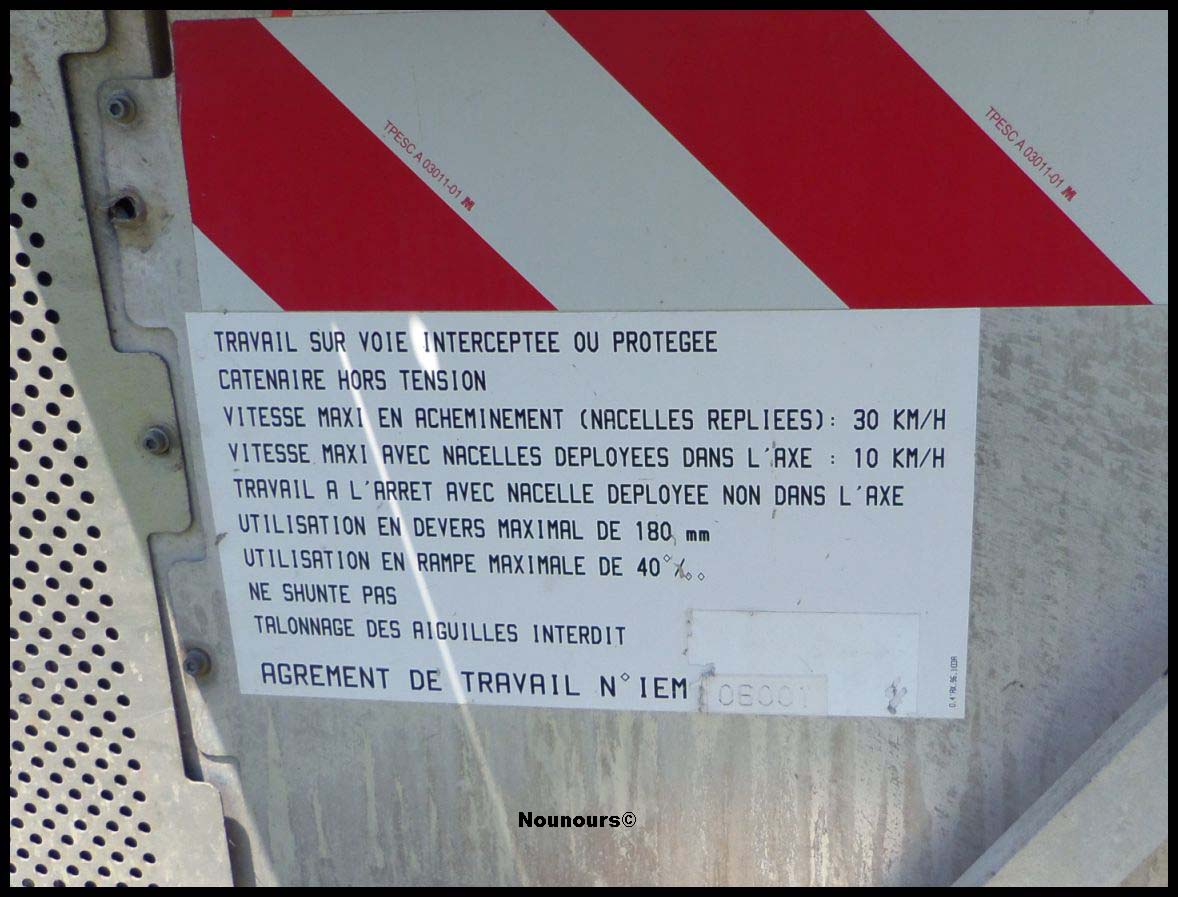 TPESC A 03011-01 M
TPESC A 03011-01 M
TRAVAIL SUR VOIE INTERCEPTEE OU PROTEGEE
CATENAIRE HORS TENSION
VITESSE MAXI EN ACHEMINEMENT (NACELLES REPLIEES): 30 KM/H
VITESSE MAXI AVEC NACELLES DEPLOYEES DANS L'AXE : 10 KM/H
TRAVAIL A L'ARRET AVEC NACELLE DEPLOYEE NON DANS L'AXE
UTILISATION EN DEVERS MAXIMAL DE 180 mm
UTILISATION EN RAMPE MAXIMALE DE 40°%..
NE SHUNTE PAS
TALONNAGE DES AIGUILLES INTERDIT
AGREMENT DE TRAVAIL N°IEM 06001
Nounours©